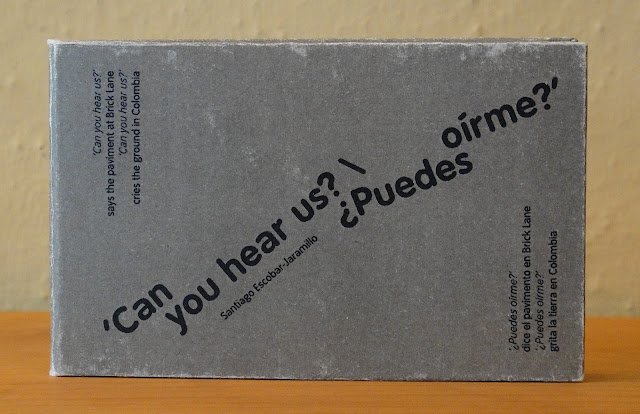 'Can you hear us?'
says the paviment at Brick Lane
'Can you hear us?'
cries the ground in Colombia
'Can
you hear us? \
¿Puedes
oírme?'
Santiago Escobar-Jaramillo
'¿Puedes oírme?'
dice el pavimento en Brick Lane
'¿Puedes oírme?'
grita la tierra en Colombia